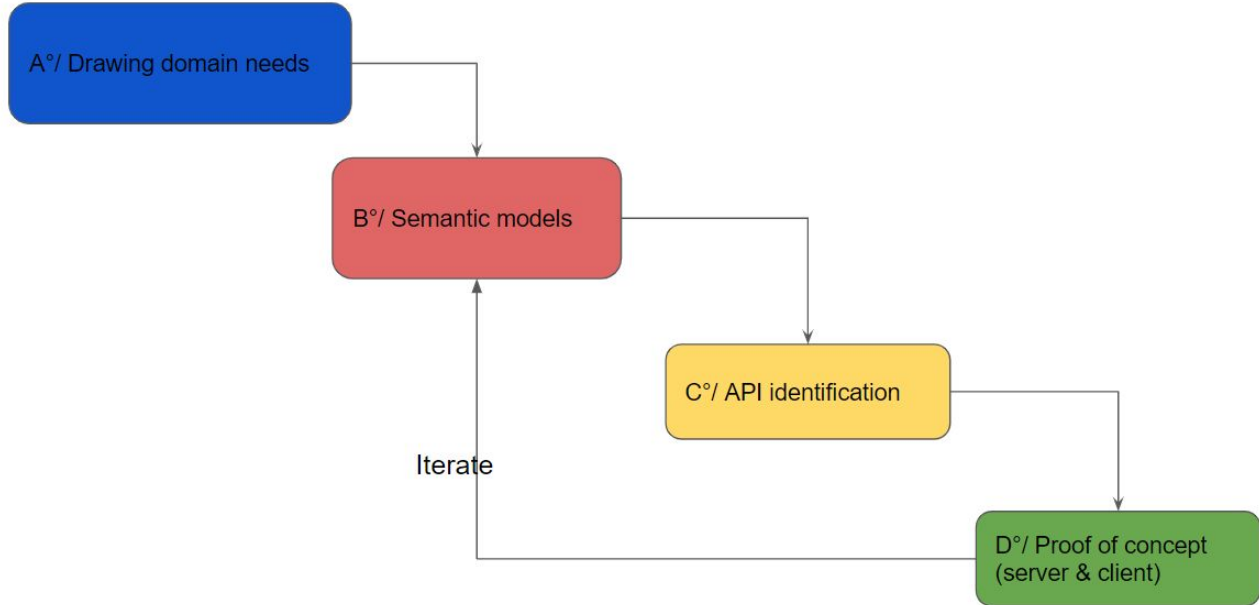 A°/ Drawing domain needs
B°/ Semantic models
C°/ API identification
Iterate
D°/ Proof of concept
(server & client)